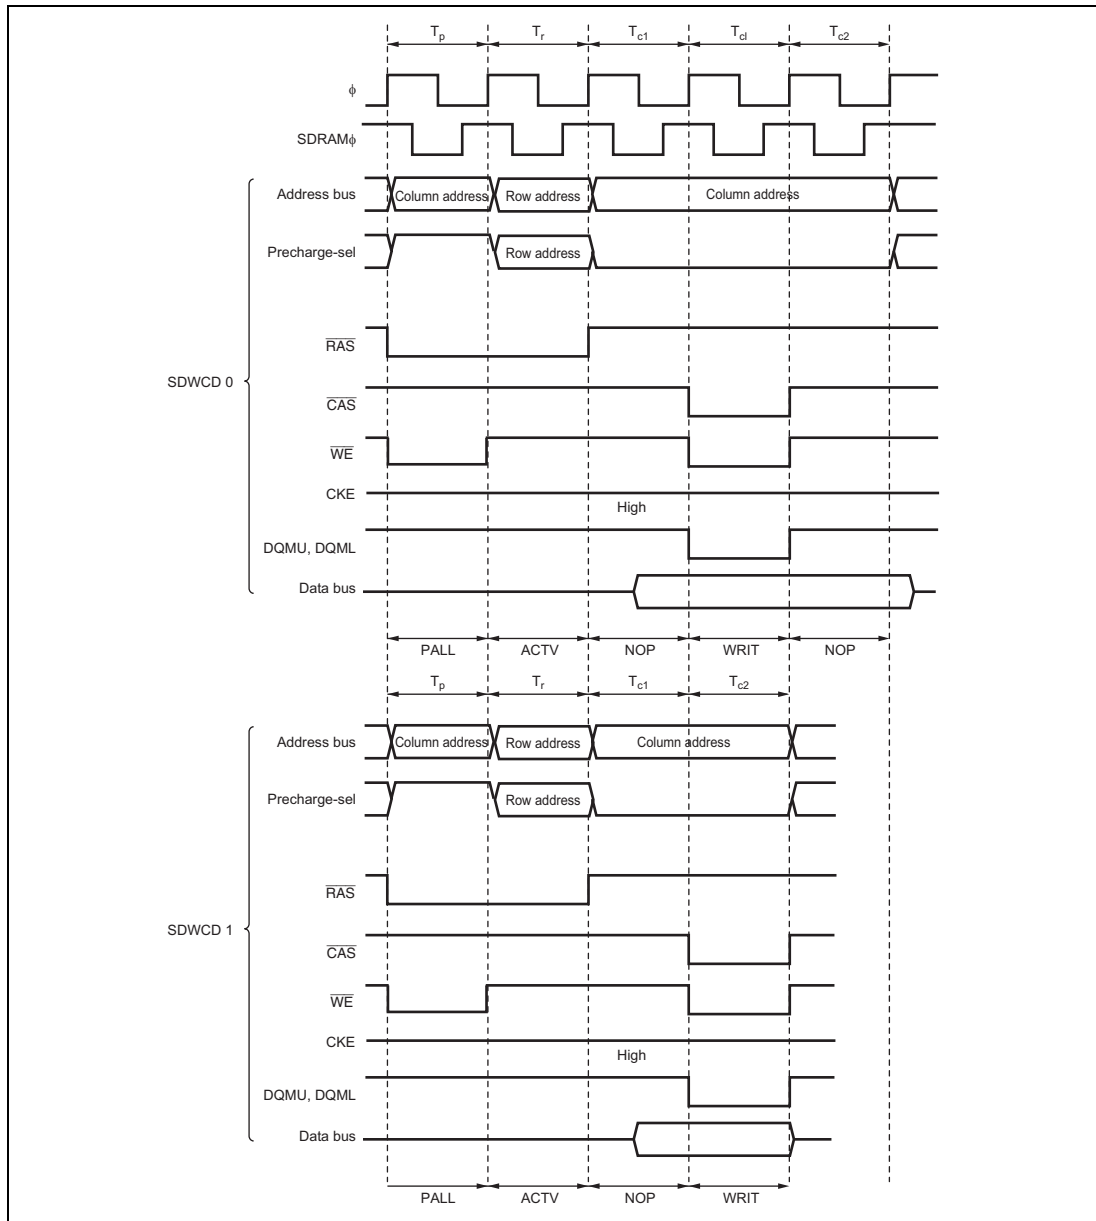 Tp Tr Tc1 Tcl Tc2
ϕ
SDRAMϕ
Address bus Column address Row address Column address
Precharge-sel Row address
RAS
SDWCD 0
CAS
WE
CKE
High
DQMU, DQML
Data bus
PALL ACTV NOP WRIT NOP
Tp Tr Tc1 Tc2
Address bus Column address Row address Column address
Precharge-sel Row address
RAS
SDWCD 1
CAS
WE
CKE
High
DQMU, DQML
Data bus
PALL ACTV NOP WRIT